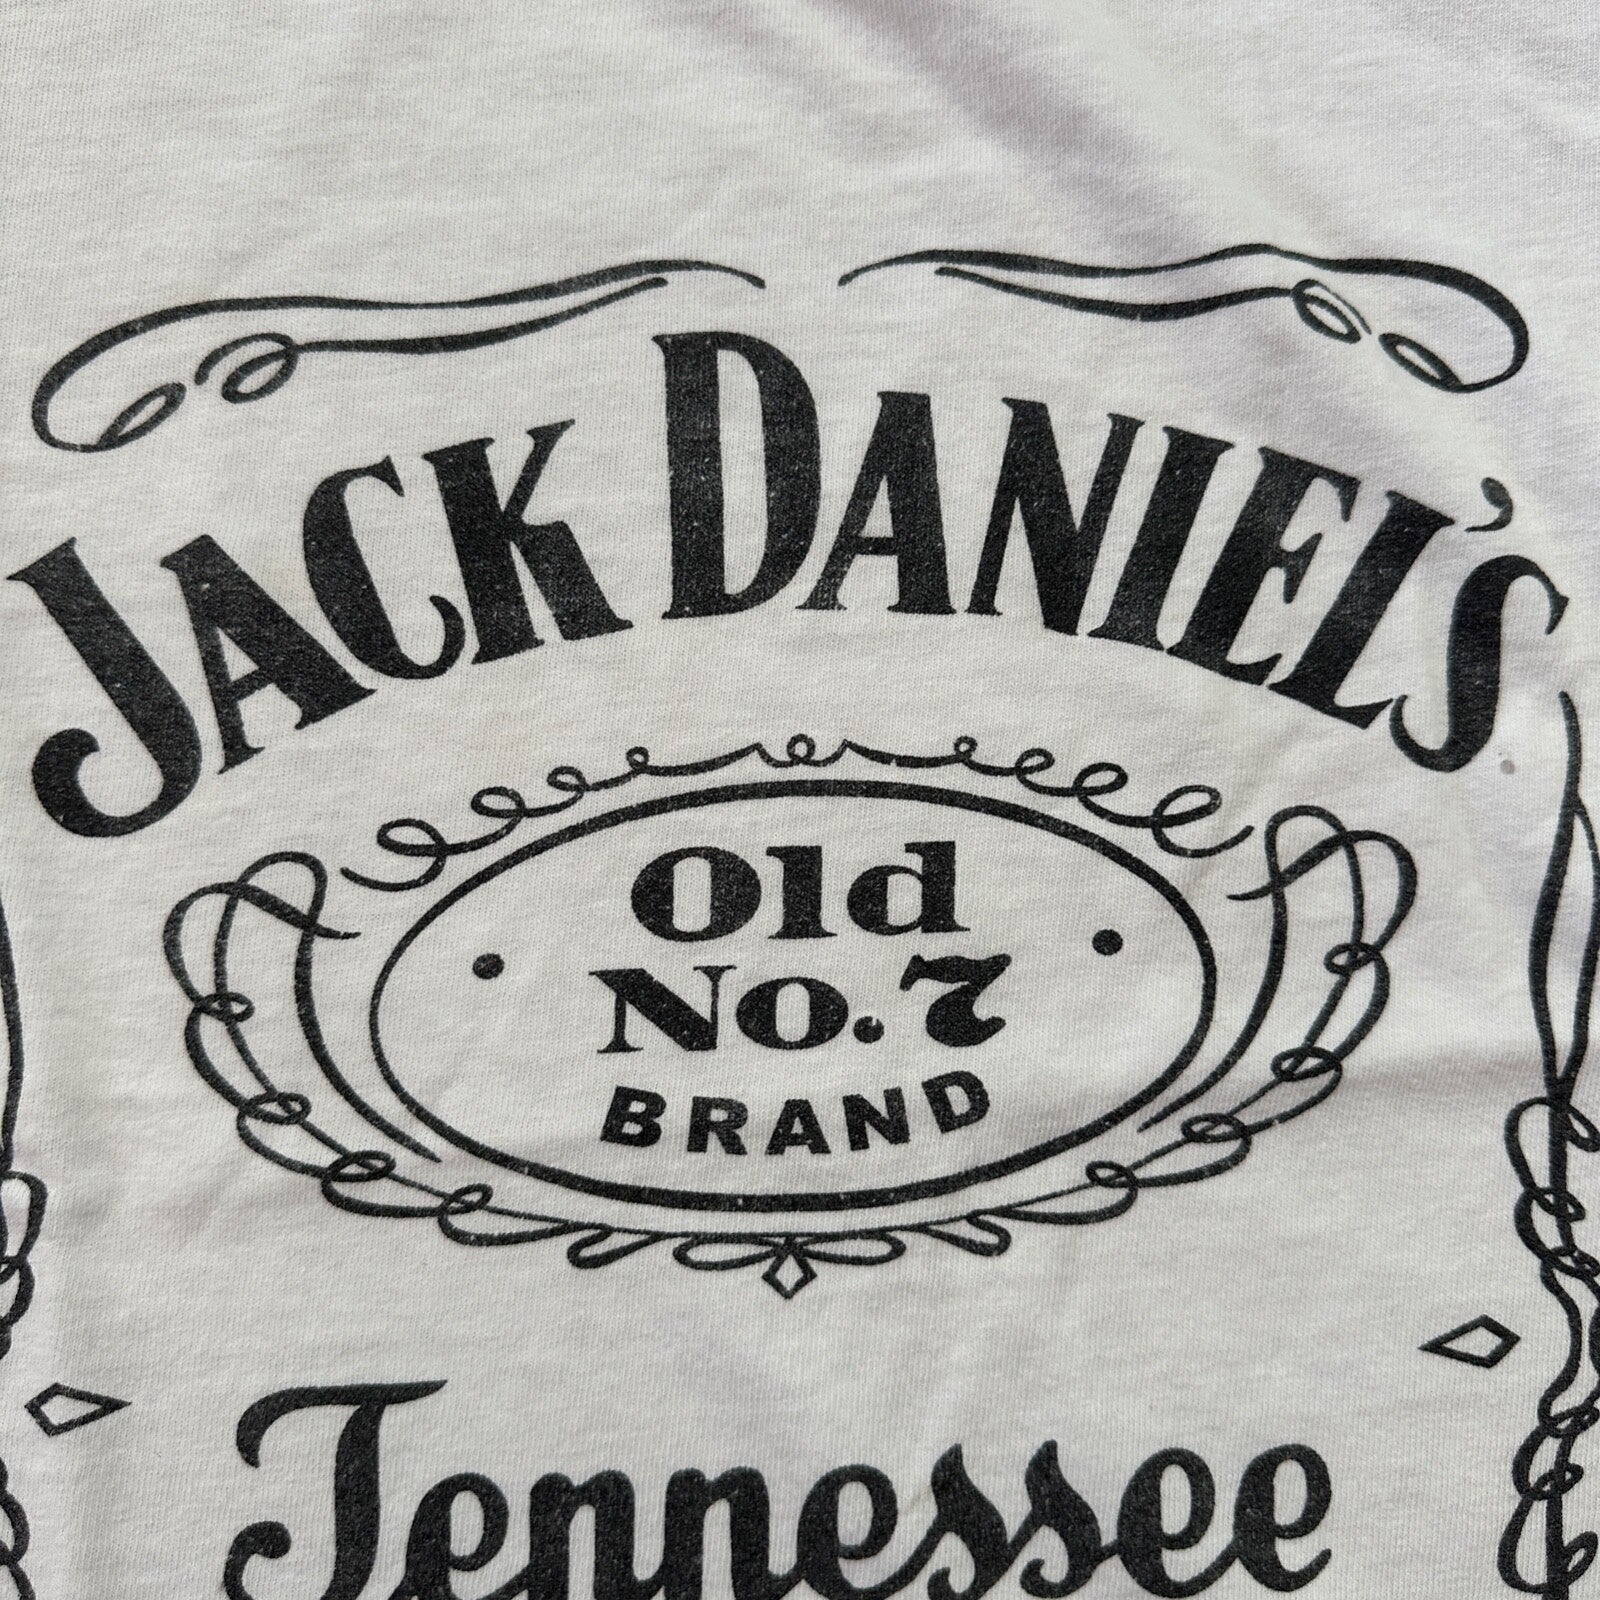 JACK DANIEL'S
Old
No. 7
BRAND
Tennessee